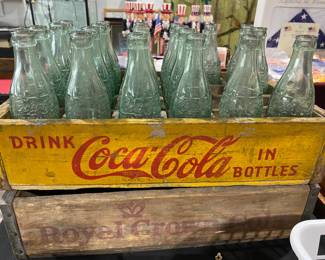 DRINK Coca-Cola IN
BOTTLES
Royal Crown